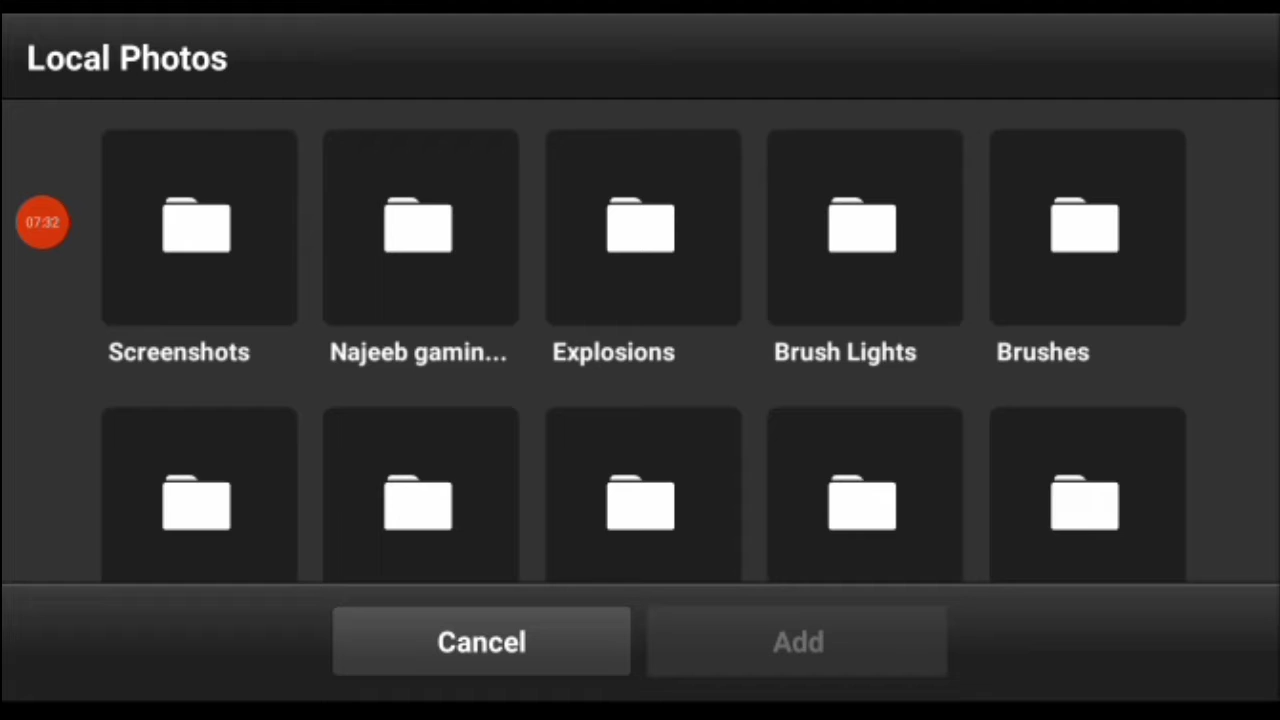 Local Photos
07:32
Screenshots
Najeeb gamin...
Explosions
Brush Lights
Brushes
Cancel
Add